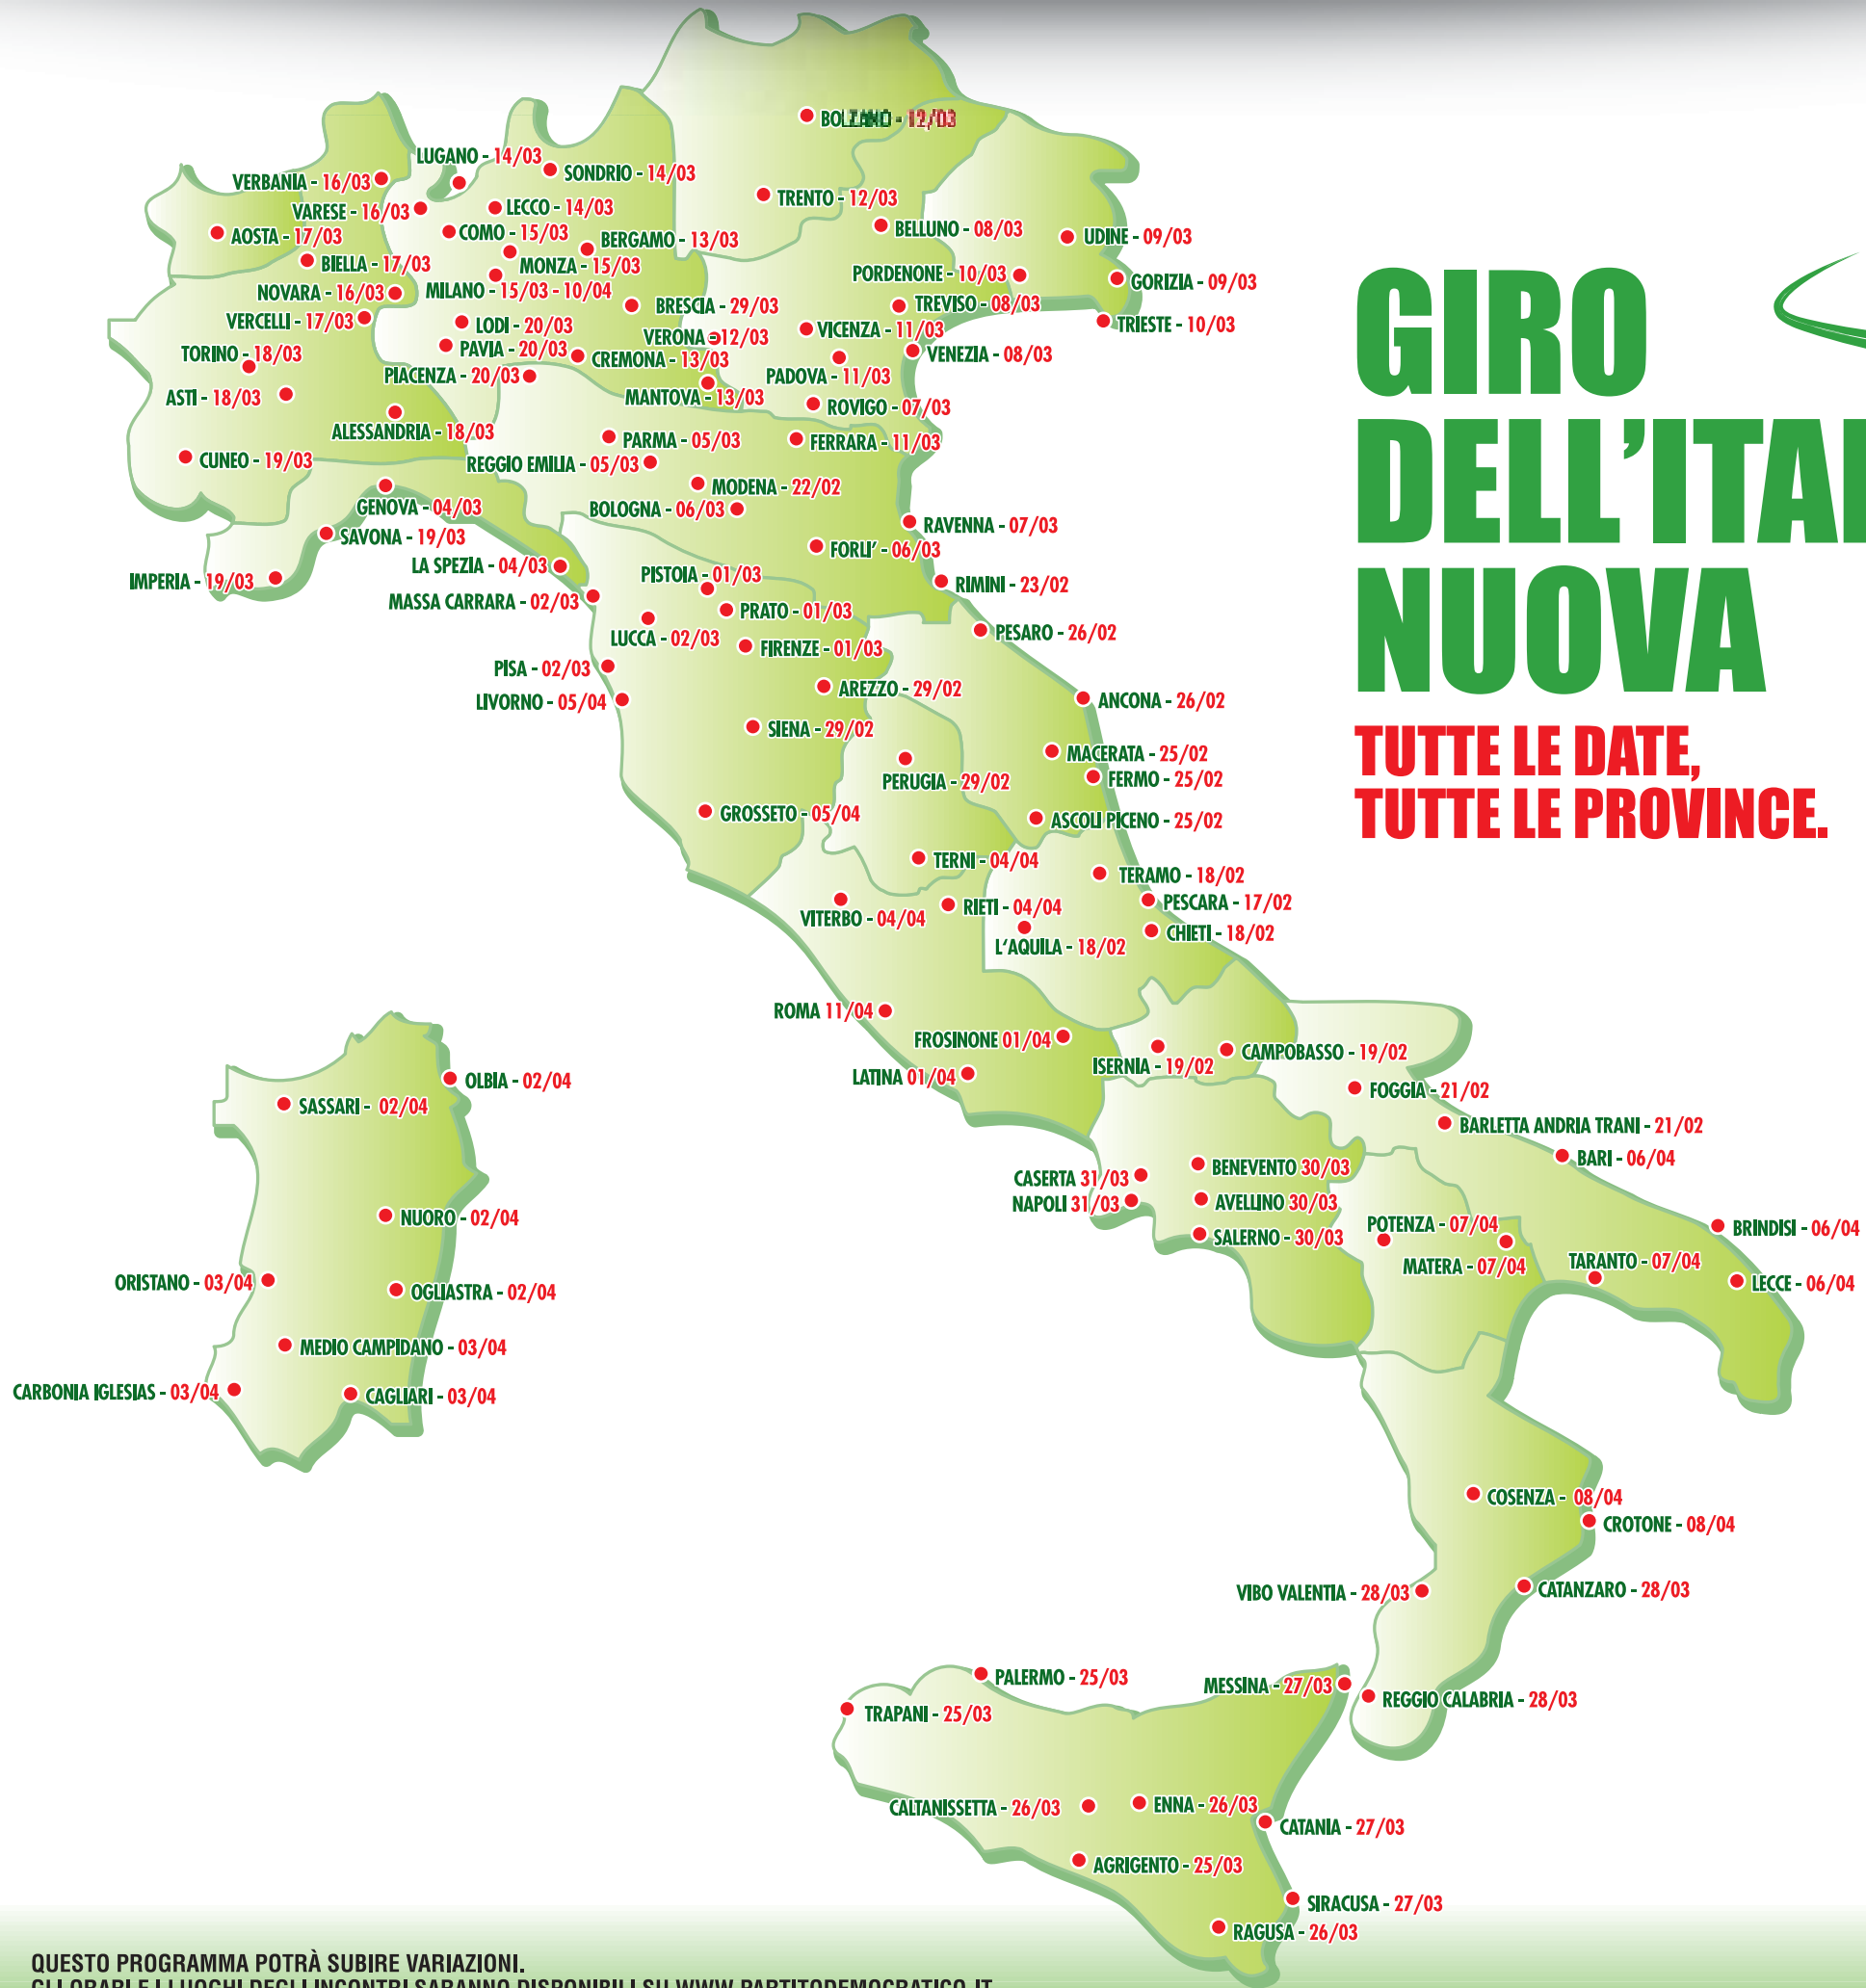 BOLZANO - 12/03
LUGANO - 14/03
SONDRIO - 14/03
VERBANIA - 16/03
TRENTO - 12/03
VARESE - 16/03
LECCO - 14/03
BELLUNO - 08/03
AOSTA - 17/03
COMO - 15/03
BERGAMO - 13/03
UDINE - 09/03
BIELLA - 17/03
MONZA - 15/03
PORDENONE - 10/03
GORIZIA - 09/03
NOVARA - 16/03
MILANO - 15/03 - 10/04
BRESCIA - 29/03
TREVISO - 08/03
VERCELLI - 17/03
LODI - 20/03
VERONA -12/03
VICENZA - 11/03
TRIESTE - 10/03
TORINO - 18/03
PAVIA - 20/03
CREMONA - 13/03
VENEZIA - 08/03
PIACENZA - 20/03
PADOVA - 11/03
ASTI - 18/03
MANTOVA - 13/03
ROVIGO - 07/03
ALESSANDRIA - 18/03
PARMA - 05/03
FERRARA - 11/03
CUNEO - 19/03
REGGIO EMILIA - 05/03
MODENA - 22/02
GENOVA - 04/03
BOLOGNA - 06/03
RAVENNA - 07/03
SAVONA - 19/03
FORLI' - 06/03
LA SPEZIA - 04/03
PISTOIA - 01/03
IMPERIA - 19/03
RIMINI - 23/02
MASSA CARRARA - 02/03
PRATO - 01/03
LUCCA - 02/03
PESARO - 26/02
FIRENZE - 01/03
PISA - 02/03
AREZZO - 29/02
LIVORNO - 05/04
ANCONA - 26/02
SIENA - 29/02
MACERATA - 25/02
PERUGIA - 29/02
FERMO - 25/02
GROSSETO - 05/04
ASCOLI PICENO - 25/02
TERNI - 04/04
TERAMO - 18/02
PESCARA - 17/02
VITERBO - 04/04
RIETI - 04/04
CHIETI - 18/02
L'AQUILA - 18/02
ROMA 11/04
FROSINONE 01/04
CAMPOBASSO - 19/02
ISERNIA - 19/02
LATINA 01/04
FOGGIA - 21/02
BARLETTA ANDRIA TRANI - 21/02
BARI - 06/04
BENEVENTO 30/03
CASERTA 31/03
NAPOLI 31/03
AVELLINO 30/03
POTENZA - 07/04
BRINDISI - 06/04
SALERNO - 30/03
MATERA - 07/04
TARANTO - 07/04
LECCE - 06/04
OLBIA - 02/04
SASSARI - 02/04
NUORO - 02/04
ORISTANO - 03/04
OGLIASTRA - 02/04
MEDIO CAMPIDANO - 03/04
CARBONIA IGLESIAS - 03/04
CAGLIARI - 03/04
COSENZA - 08/04
CROTONE - 08/04
VIBO VALENTIA - 28/03
CATANZARO - 28/03
PALERMO - 25/03
MESSINA - 27/03
REGGIO CALABRIA - 28/03
TRAPANI - 25/03
CALTANISSETTA - 26/03
ENNA - 26/03
CATANIA - 27/03
AGRIGENTO - 25/03
SIRACUSA - 27/03
RAGUSA - 26/03
GIRO
DELL'ITAL
NUOVA
TUTTE LE DATE,
TUTTE LE PROVINCE.
QUESTO PROGRAMMA POTRÀ SUBIRE VARIAZIONI.
GLI ORARI E I LUOGHI DEGLI INCONTRI SARANNO DISPONIBILI SU WWW.PARTITODEMOCRATICO.IT